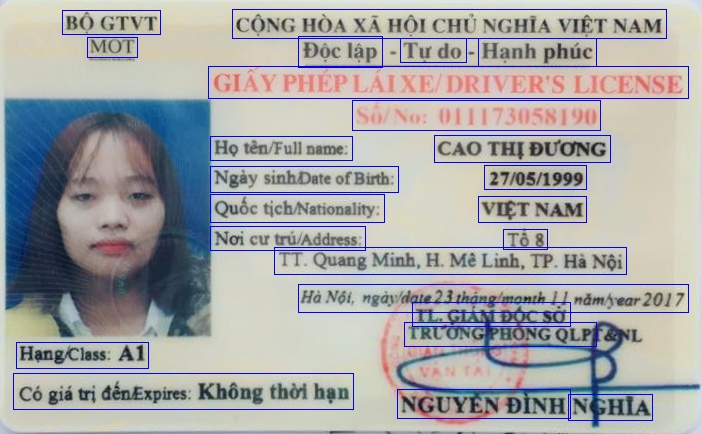 BỘ GTVT
MOT
CỘNG HÒA XÃ HỘI CHỦ NGHĨA VIỆT NAM
Độc lập - Tự do - Hạnh phúc
GIẤY PHÉP LÁI XE/DRIVER'S LICENSE
Số/No: 011173058190
Họ tên/Full name: CAO THỊ ĐƯƠNG
Ngày sinh/Date of Birth: 27/05/1999
Quốc tịch/Nationality: VIỆT NAM
Nơi cư trú/Address: Tổ 8
TT. Quang Minh, H. Mê Linh, TP. Hà Nội
Hà Nội, ngày/date 23 tháng/month 11 năm/year 2017
TL. GIÁM ĐỐC SỞ
TRƯỞNG PHÒNG QLPT&NL
Hạng/Class: A1
GIAO THÔNG
VẬN TẢI
Có giá trị đến/Expires: Không thời hạn
NGUYỄN ĐÌNH NGHĨA